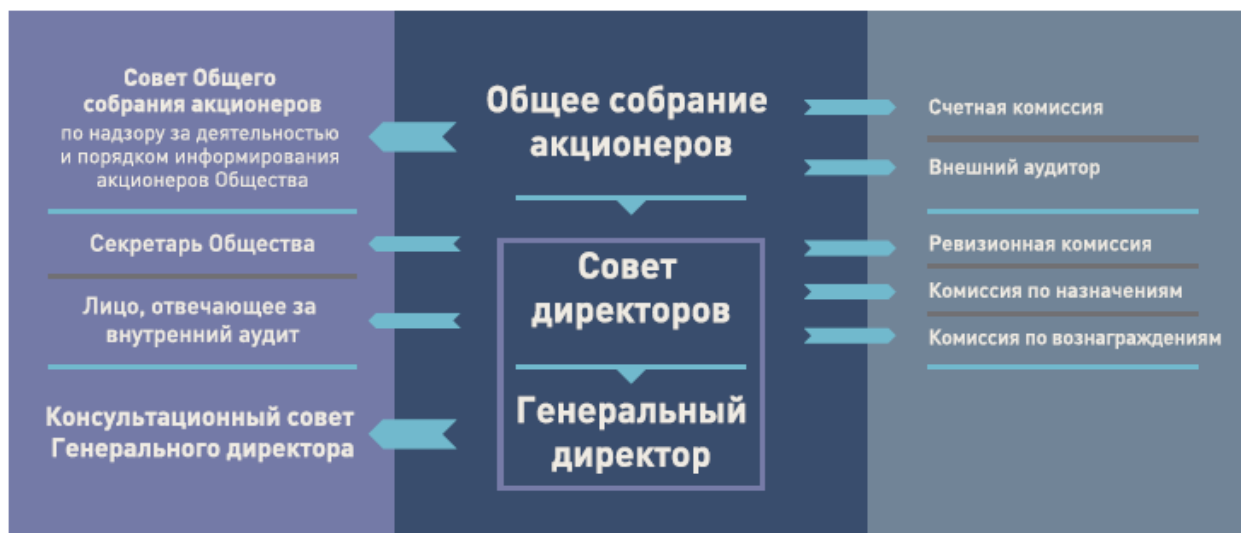 Совет Общего
собрания акционеров
по надзору за деятельностью
и порядком информирования
акционеров Общества
Секретарь Общества
Лицо, отвечающее за
внутренний аудит
Консультационный совет
Генерального директора
Общее собрание
акционеров
Совет
директоров
Генеральный
директор
Счетная комиссия
Внешний аудитор
Ревизионная комиссия
Комиссия по назначениям
Комиссия по вознаграждениям